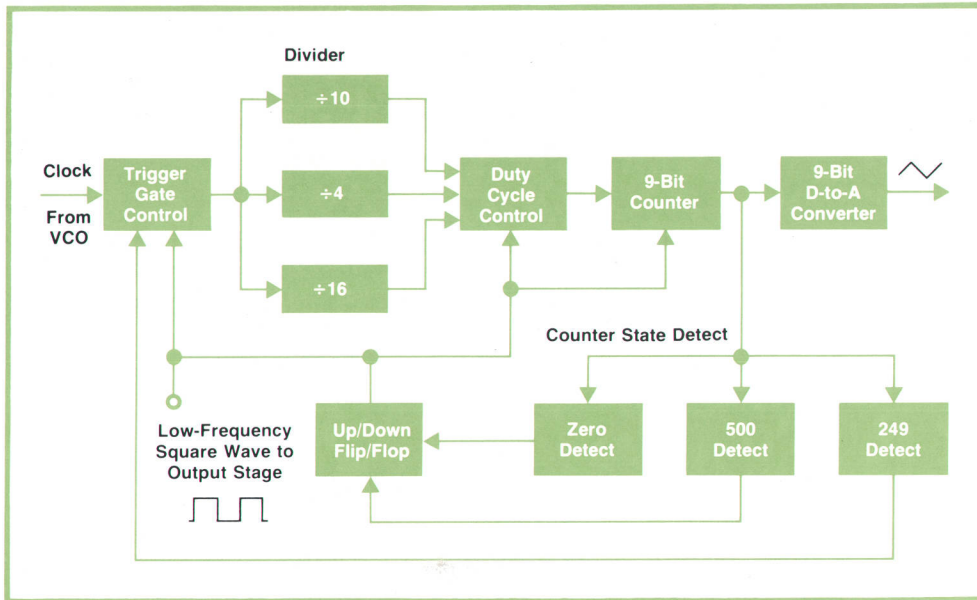 Divider
÷10
Clock
From
VCO
Trigger
Gate
Control
÷4
Duty
Cycle
Control
9-Bit
Counter
9-Bit
D-to-A
Converter
÷16
Counter State Detect
Low-Frequency
Square Wave to
Output Stage
Up/Down
Flip/Flop
Zero
Detect
500
Detect
249
Detect